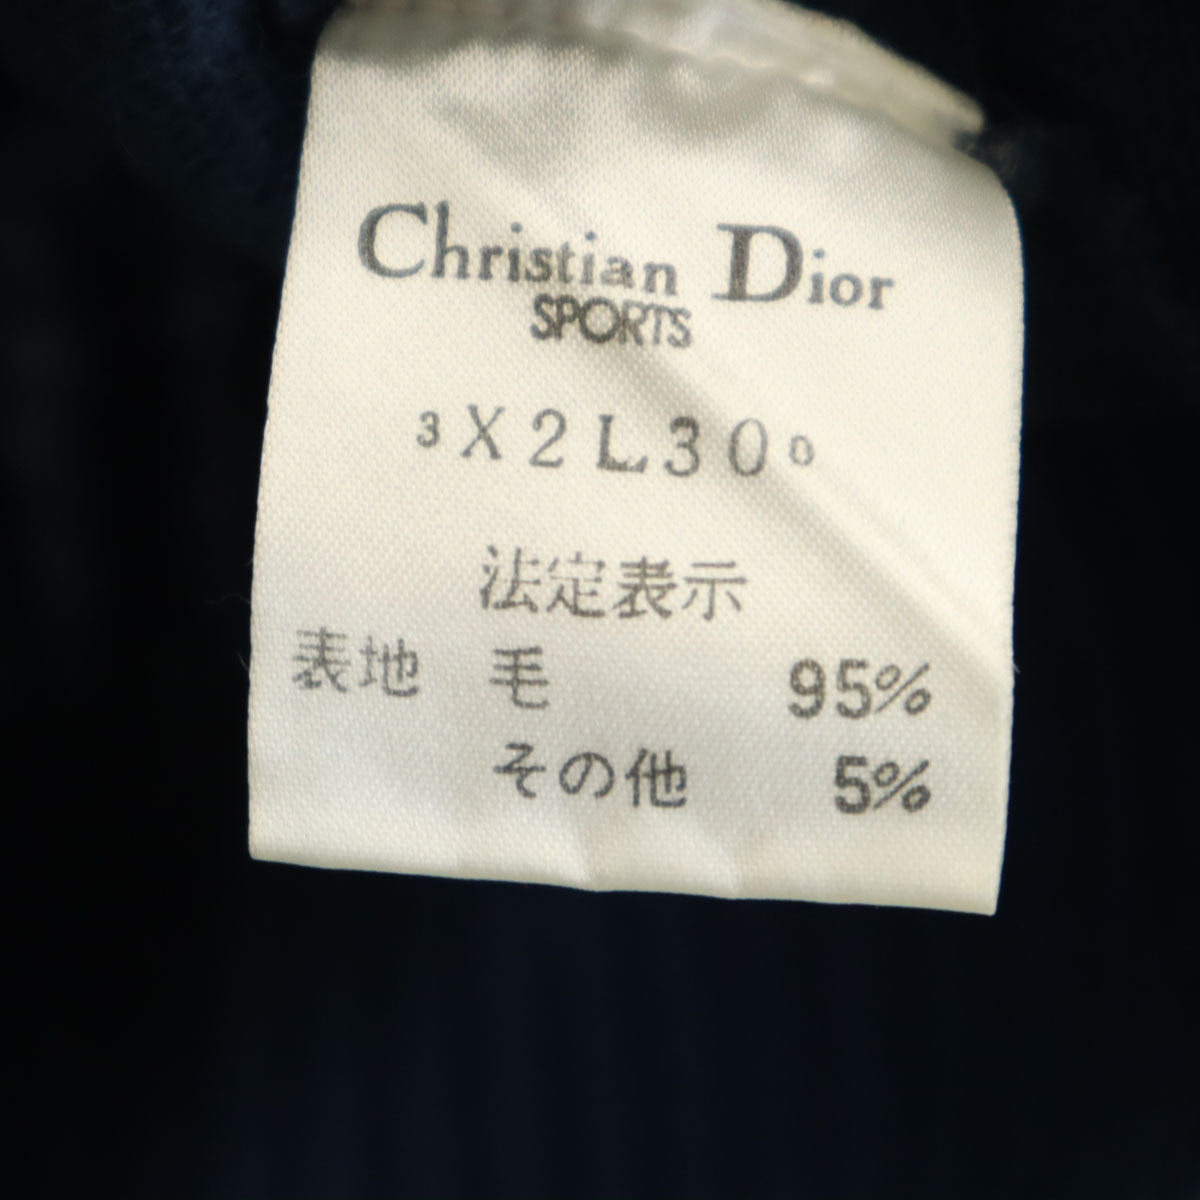 Christian Dior
SPORTS
3X2L300
法定表示
表地 毛 95%
その他 5%